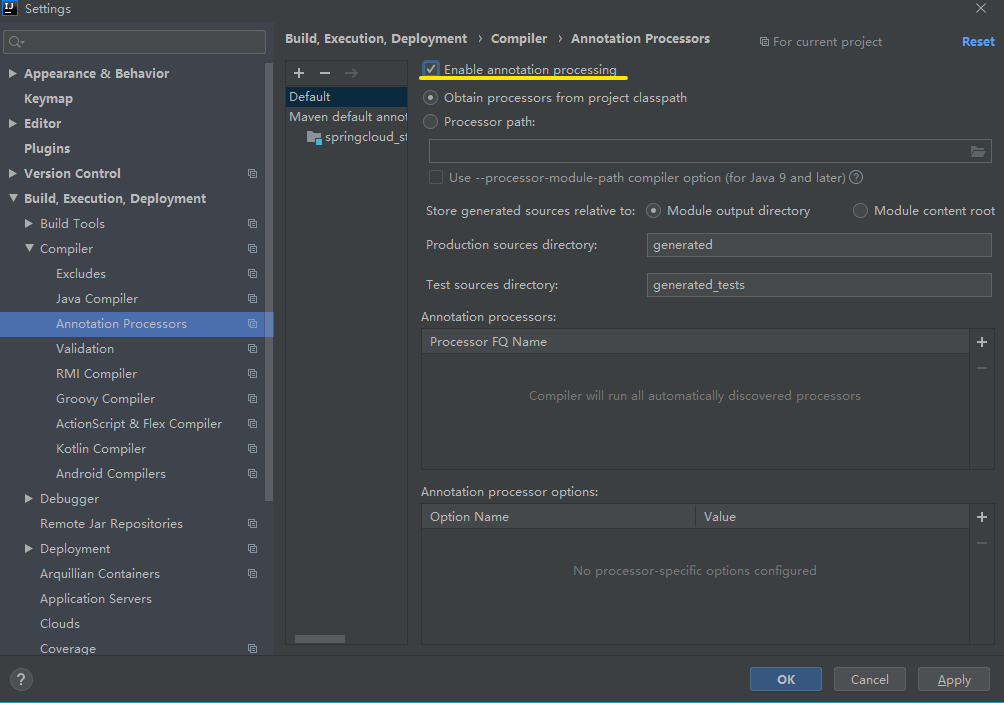 IJ Settings
Build, Execution, Deployment › Compiler › Annotation Processors For current project Reset
Appearance & Behavior
Keymap
Editor
Plugins
Version Control
Build, Execution, Deployment
Build Tools
Compiler
Excludes
Java Compiler
Annotation Processors
Validation
RMI Compiler
Groovy Compiler
ActionScript & Flex Compiler
Kotlin Compiler
Android Compilers
Debugger
Remote Jar Repositories
Deployment
Arquillian Containers
Application Servers
Clouds
Coverage
Default
Maven default annot
springcloud_st
Enable annotation processing
Obtain processors from project classpath
Processor path:
Use --processor-module-path compiler option (for Java 9 and later) ?
Store generated sources relative to: Module output directory Module content root
Production sources directory: generated
Test sources directory: generated_tests
Annotation processors:
Processor FQ Name
Compiler will run all automatically discovered processors
Annotation processor options:
Option Name Value
No processor-specific options configured
? OK Cancel Apply